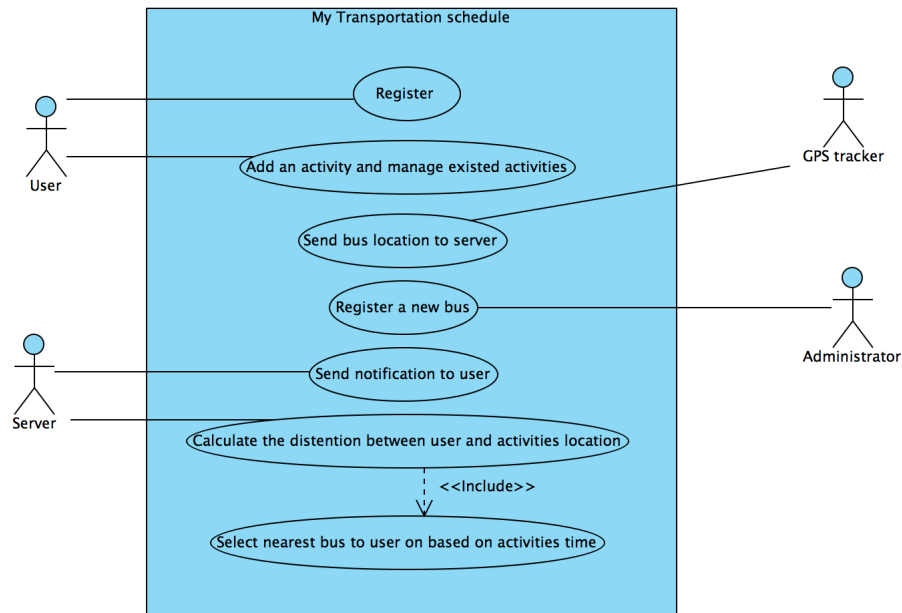 My Transportation schedule
Register
User
Add an activity and manage existed activities
GPS tracker
Send bus location to server
Register a new bus
Administrator
Send notification to user
Server
Calculate the distention between user and activities location
<<Include>>
Select nearest bus to user on based on activities time